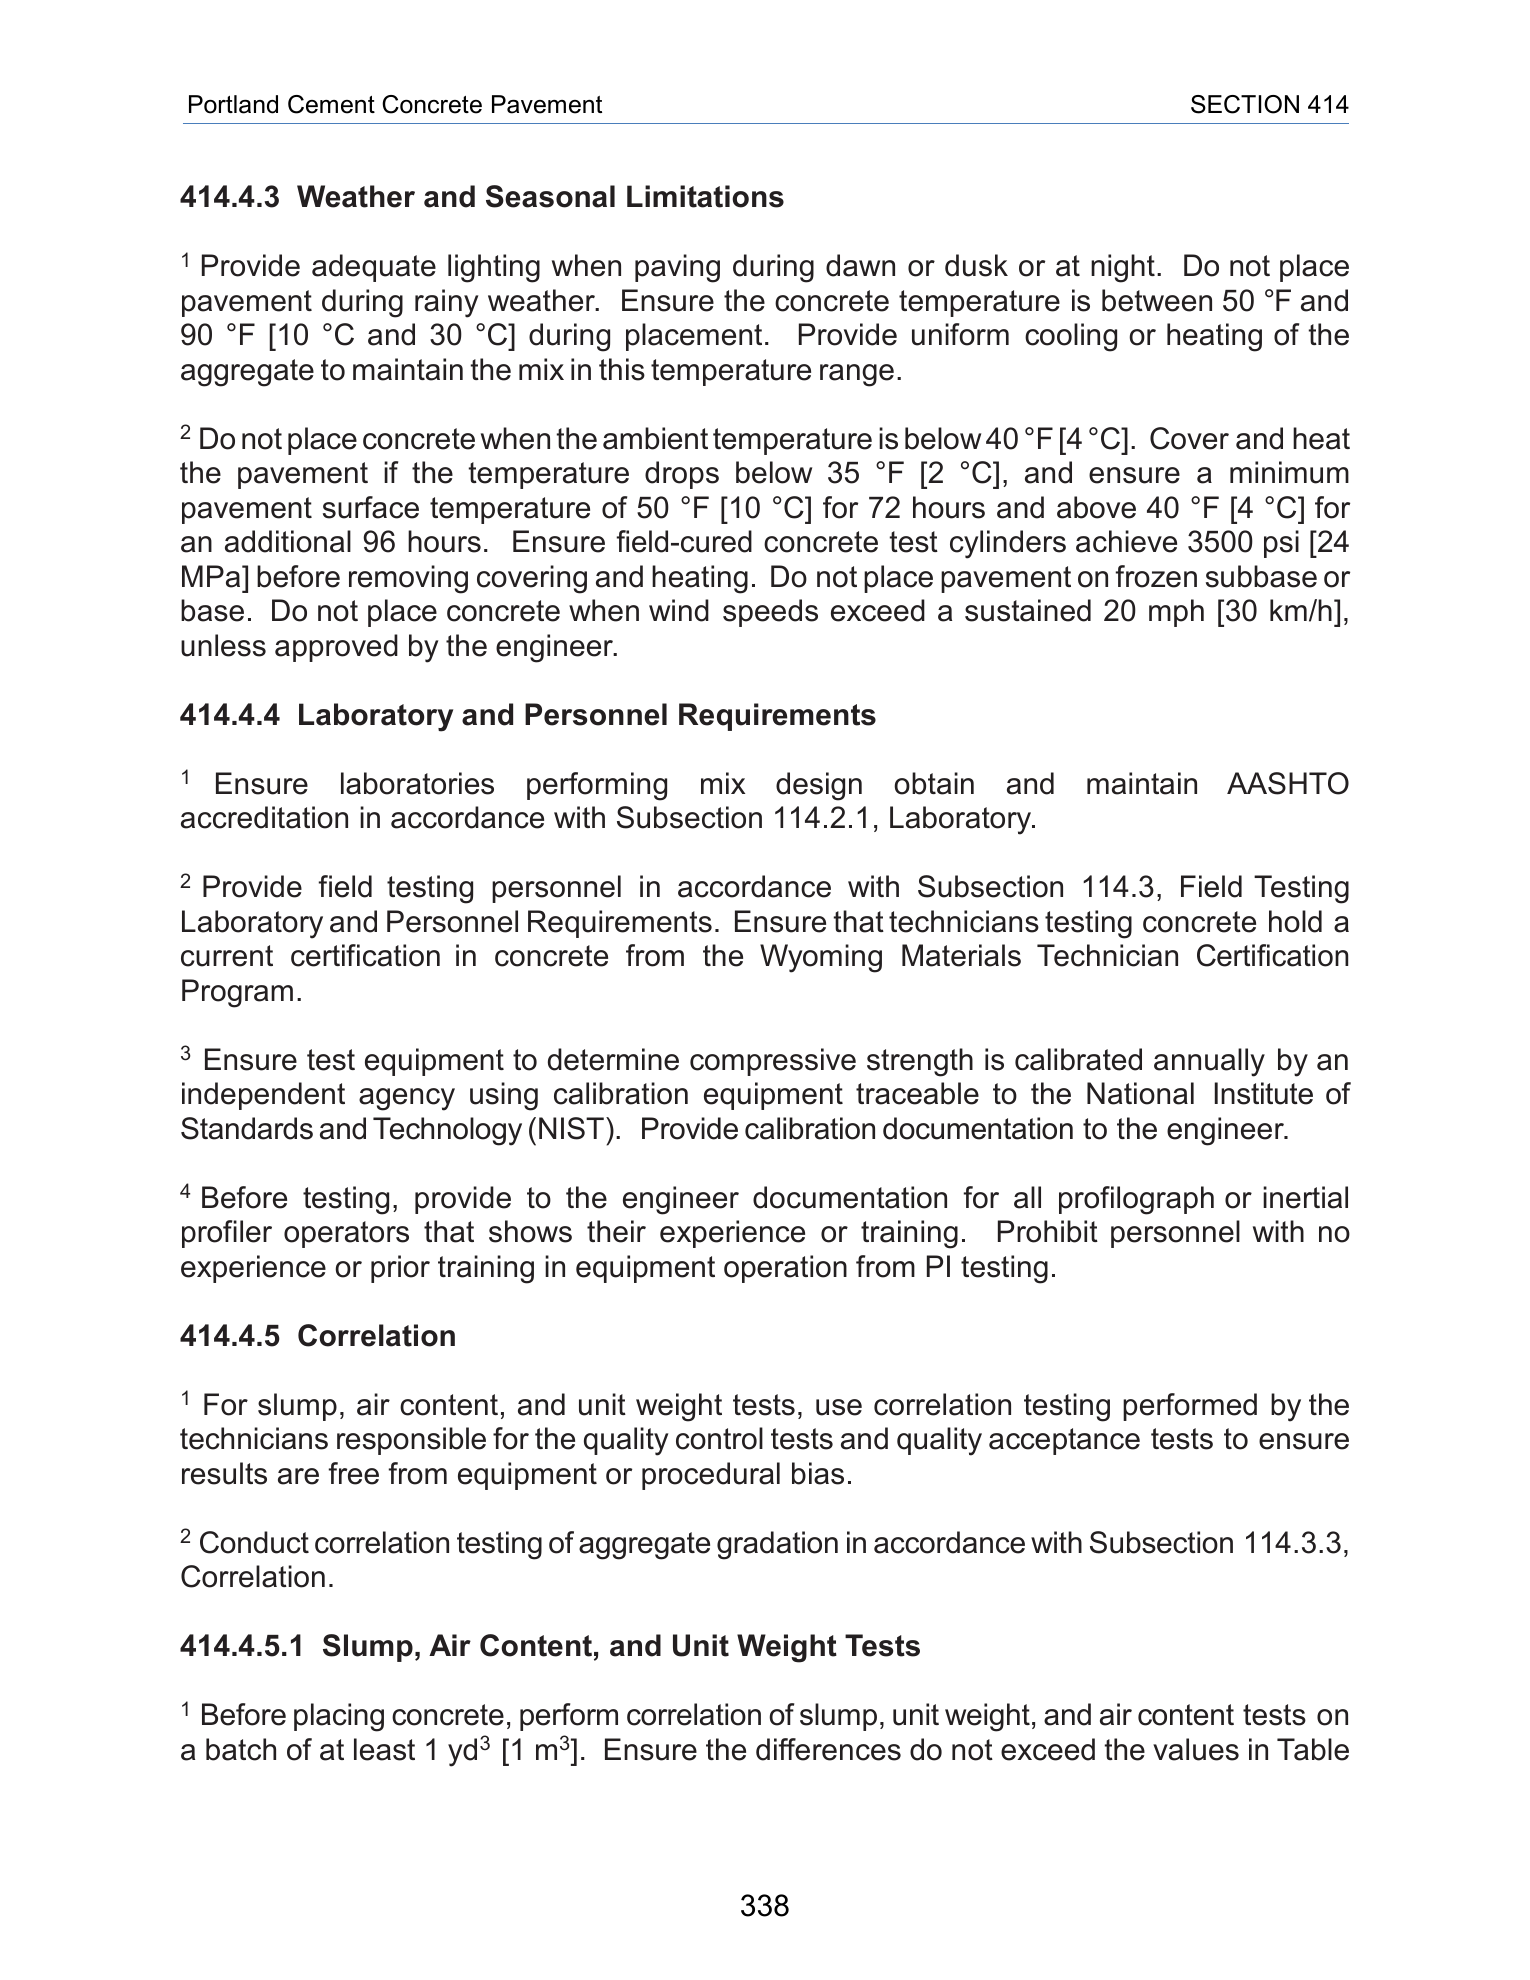 Portland Cement Concrete Pavement SECTION 414
414.4.3 Weather and Seasonal Limitations
¹ Provide adequate lighting when paving during dawn or dusk or at night. Do not place
pavement during rainy weather. Ensure the concrete temperature is between 50 °F and
90 °F [10 °C and 30 °C] during placement. Provide uniform cooling or heating of the
aggregate to maintain the mix in this temperature range.
² Do not place concrete when the ambient temperature is below 40 °F [4 °C]. Cover and heat
the pavement if the temperature drops below 35 °F [2 °C], and ensure a minimum
pavement surface temperature of 50 °F [10 °C] for 72 hours and above 40 °F [4 °C] for
an additional 96 hours. Ensure field-cured concrete test cylinders achieve 3500 psi [24
MPa] before removing covering and heating. Do not place pavement on frozen subbase or
base. Do not place concrete when wind speeds exceed a sustained 20 mph [30 km/h],
unless approved by the engineer.
414.4.4 Laboratory and Personnel Requirements
¹ Ensure laboratories performing mix design obtain and maintain AASHTO
accreditation in accordance with Subsection 114.2.1, Laboratory.
² Provide field testing personnel in accordance with Subsection 114.3, Field Testing
Laboratory and Personnel Requirements. Ensure that technicians testing concrete hold a
current certification in concrete from the Wyoming Materials Technician Certification
Program.
³ Ensure test equipment to determine compressive strength is calibrated annually by an
independent agency using calibration equipment traceable to the National Institute of
Standards and Technology (NIST). Provide calibration documentation to the engineer.
⁴ Before testing, provide to the engineer documentation for all profilograph or inertial
profiler operators that shows their experience or training. Prohibit personnel with no
experience or prior training in equipment operation from PI testing.
414.4.5 Correlation
¹ For slump, air content, and unit weight tests, use correlation testing performed by the
technicians responsible for the quality control tests and quality acceptance tests to ensure
results are free from equipment or procedural bias.
² Conduct correlation testing of aggregate gradation in accordance with Subsection 114.3.3,
Correlation.
414.4.5.1 Slump, Air Content, and Unit Weight Tests
¹ Before placing concrete, perform correlation of slump, unit weight, and air content tests on
a batch of at least 1 yd³ [1 m³]. Ensure the differences do not exceed the values in Table
338